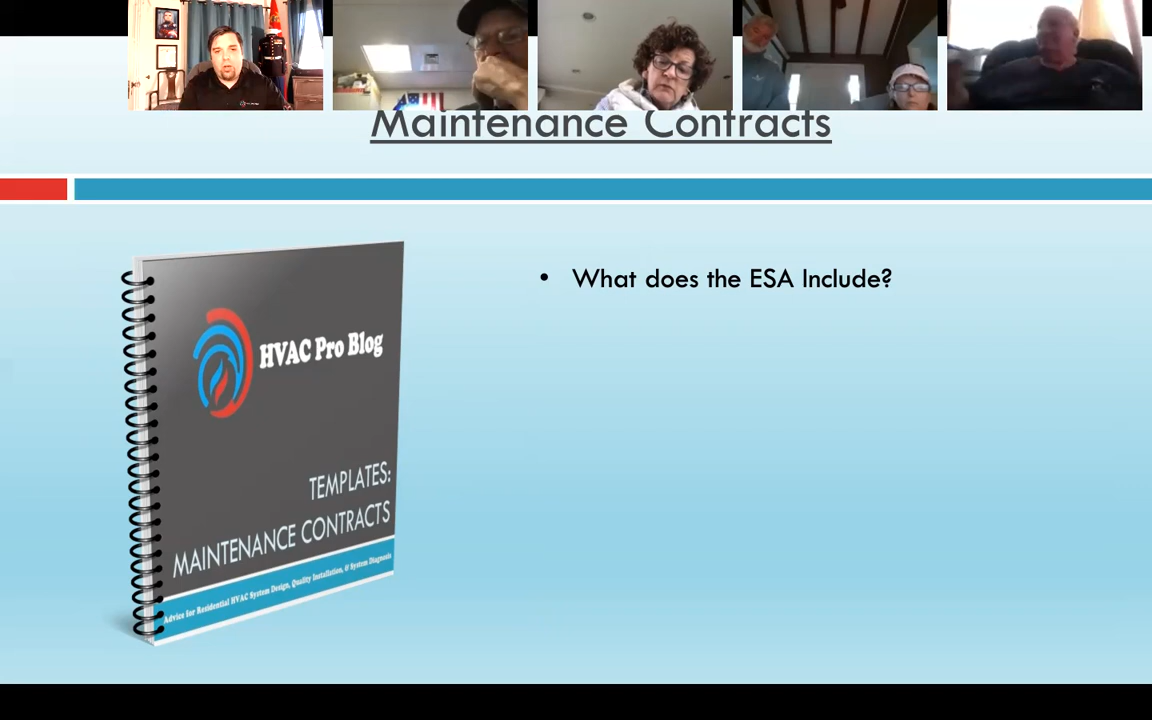 Maintenance Contracts
What does the ESA Include?
HVAC Pro Blog
TEMPLATES:
MAINTENANCE CONTRACTS
Advice for Residential HVAC System Design, Quality Installation, & System Diagnosis